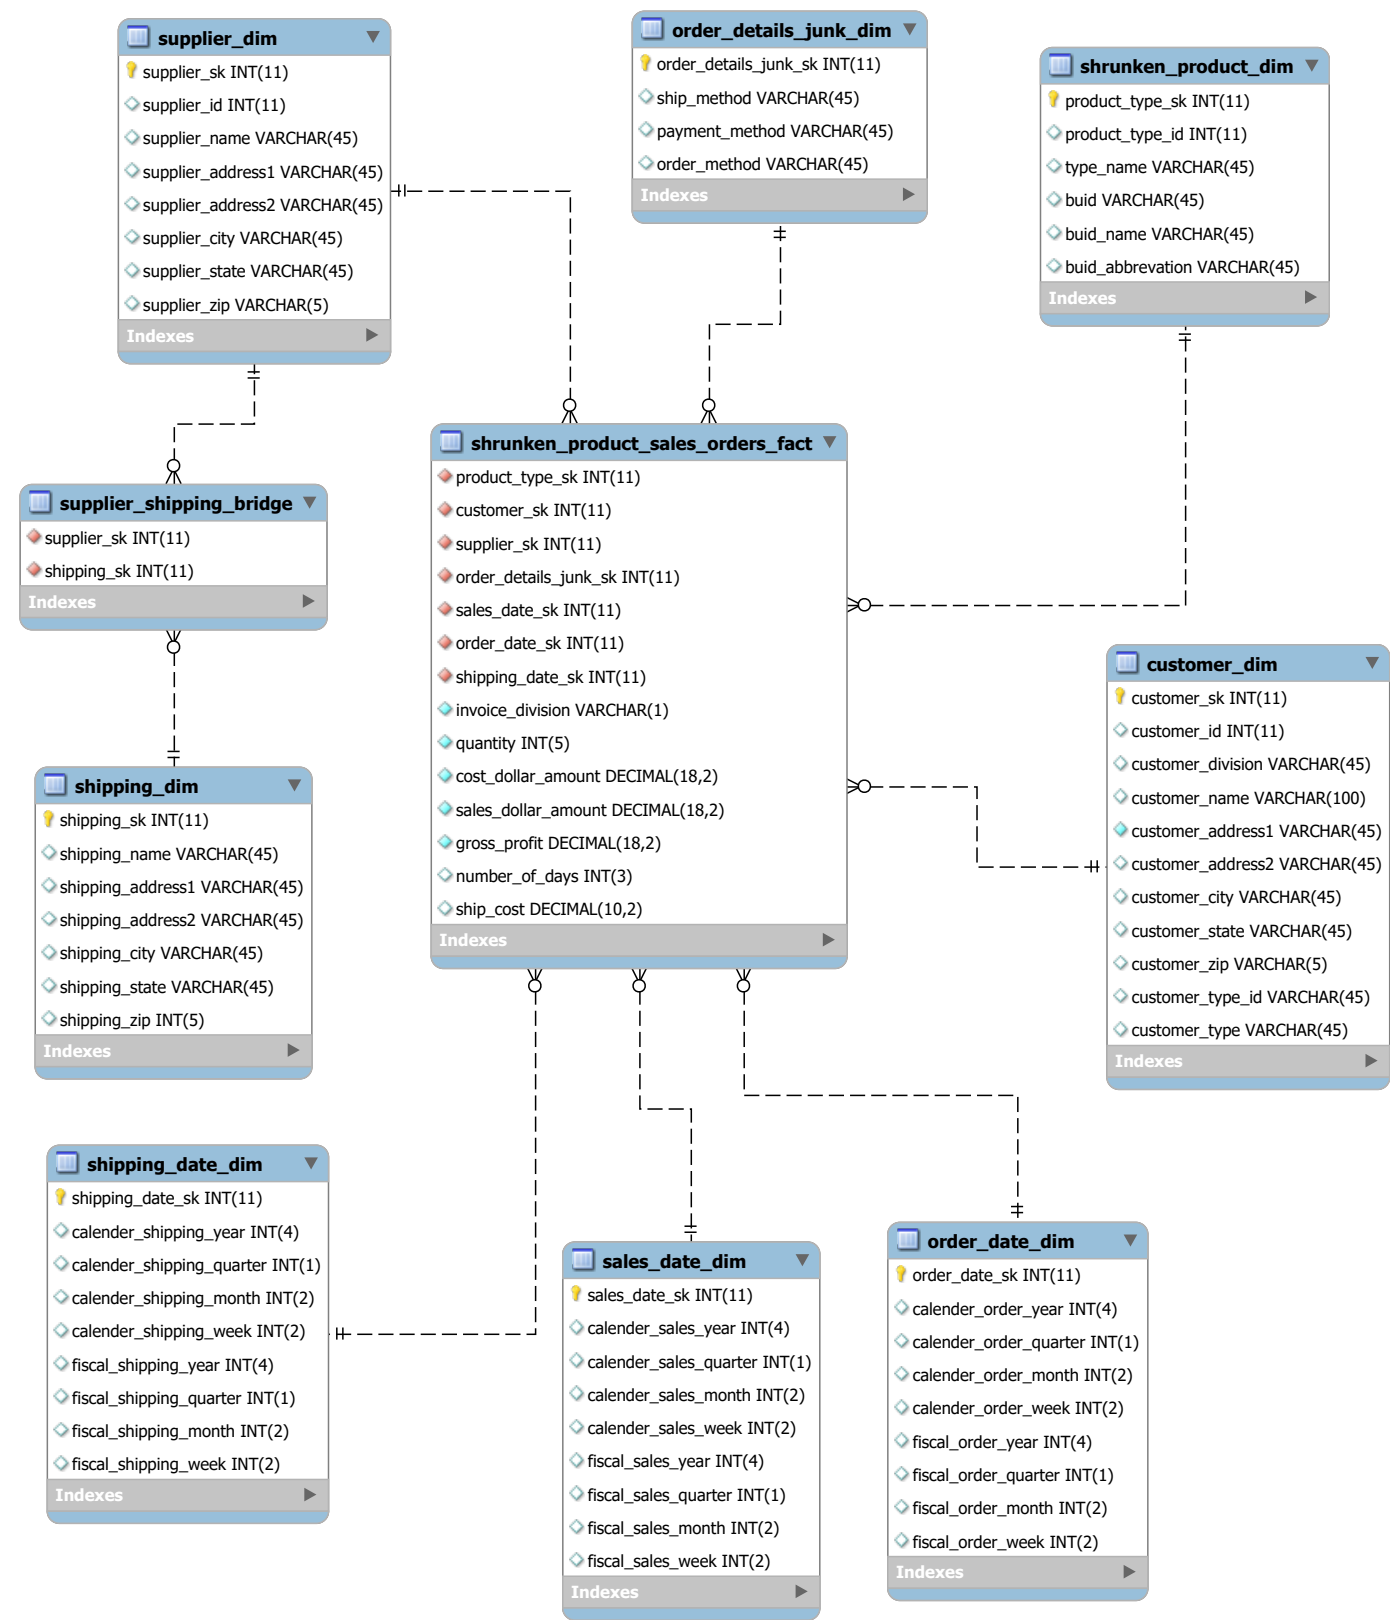 supplier_dim
supplier_sk INT(11)
supplier_id INT(11)
supplier_name VARCHAR(45)
supplier_address1 VARCHAR(45)
supplier_address2 VARCHAR(45)
supplier_city VARCHAR(45)
supplier_state VARCHAR(45)
supplier_zip VARCHAR(5)
Indexes
order_details_junk_dim
order_details_junk_sk INT(11)
ship_method VARCHAR(45)
payment_method VARCHAR(45)
order_method VARCHAR(45)
Indexes
shrunken_product_dim
product_type_sk INT(11)
product_type_id INT(11)
type_name VARCHAR(45)
buid VARCHAR(45)
buid_name VARCHAR(45)
buid_abbrevation VARCHAR(45)
Indexes
supplier_shipping_bridge
supplier_sk INT(11)
shipping_sk INT(11)
Indexes
shrunken_product_sales_orders_fact
product_type_sk INT(11)
customer_sk INT(11)
supplier_sk INT(11)
order_details_junk_sk INT(11)
sales_date_sk INT(11)
order_date_sk INT(11)
shipping_date_sk INT(11)
invoice_division VARCHAR(1)
quantity INT(5)
cost_dollar_amount DECIMAL(18,2)
sales_dollar_amount DECIMAL(18,2)
gross_profit DECIMAL(18,2)
number_of_days INT(3)
ship_cost DECIMAL(10,2)
Indexes
customer_dim
customer_sk INT(11)
customer_id INT(11)
customer_division VARCHAR(45)
customer_name VARCHAR(100)
customer_address1 VARCHAR(45)
customer_address2 VARCHAR(45)
customer_city VARCHAR(45)
customer_state VARCHAR(45)
customer_zip VARCHAR(5)
customer_type_id VARCHAR(45)
customer_type VARCHAR(45)
Indexes
shipping_dim
shipping_sk INT(11)
shipping_name VARCHAR(45)
shipping_address1 VARCHAR(45)
shipping_address2 VARCHAR(45)
shipping_city VARCHAR(45)
shipping_state VARCHAR(45)
shipping_zip INT(5)
Indexes
shipping_date_dim
shipping_date_sk INT(11)
calender_shipping_year INT(4)
calender_shipping_quarter INT(1)
calender_shipping_month INT(2)
calender_shipping_week INT(2)
fiscal_shipping_year INT(4)
fiscal_shipping_quarter INT(1)
fiscal_shipping_month INT(2)
fiscal_shipping_week INT(2)
Indexes
sales_date_dim
sales_date_sk INT(11)
calender_sales_year INT(4)
calender_sales_quarter INT(1)
calender_sales_month INT(2)
calender_sales_week INT(2)
fiscal_sales_year INT(4)
fiscal_sales_quarter INT(1)
fiscal_sales_month INT(2)
fiscal_sales_week INT(2)
Indexes
order_date_dim
order_date_sk INT(11)
calender_order_year INT(4)
calender_order_quarter INT(1)
calender_order_month INT(2)
calender_order_week INT(2)
fiscal_order_year INT(4)
fiscal_order_quarter INT(1)
fiscal_order_month INT(2)
fiscal_order_week INT(2)
Indexes